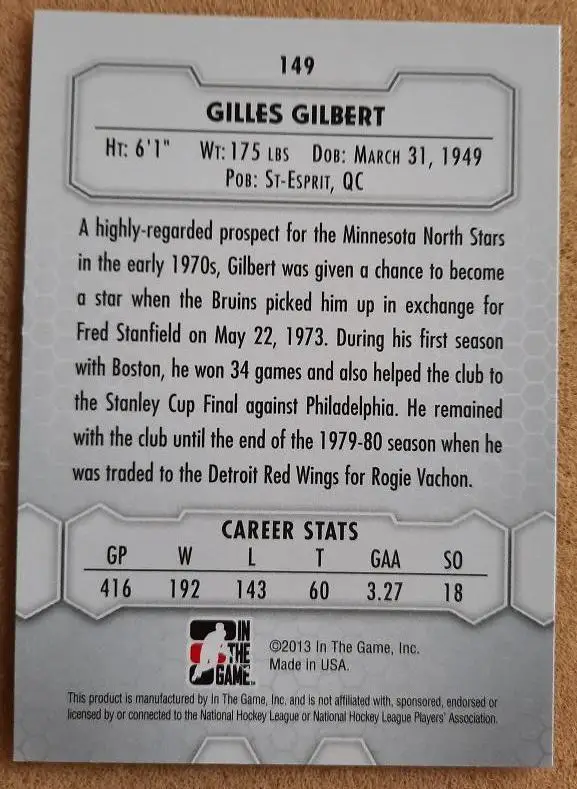 149
GILLES GILBERT
HT: 6'1" WT: 175 LBS DOB: MARCH 31, 1949
POB: ST-ESPRIT, QC
A highly-regarded prospect for the Minnesota North Stars
in the early 1970s, Gilbert was given a chance to become
a star when the Bruins picked him up in exchange for
Fred Stanfield on May 22, 1973. During his first season
with Boston, he won 34 games and also helped the club to
the Stanley Cup Final against Philadelphia. He remained
with the club until the end of the 1979-80 season when he
was traded to the Detroit Red Wings for Rogie Vachon.
CAREER STATS
GP W L T GAA SO
416 192 143 60 3.27 18
IN
THE
GAME
©2013 In The Game, Inc.
Made in USA.
This product is manufactured by In The Game, Inc. and is not affiliated with, sponsored, endorsed or
licensed by or connected to the National Hockey League or National Hockey League Players' Association.